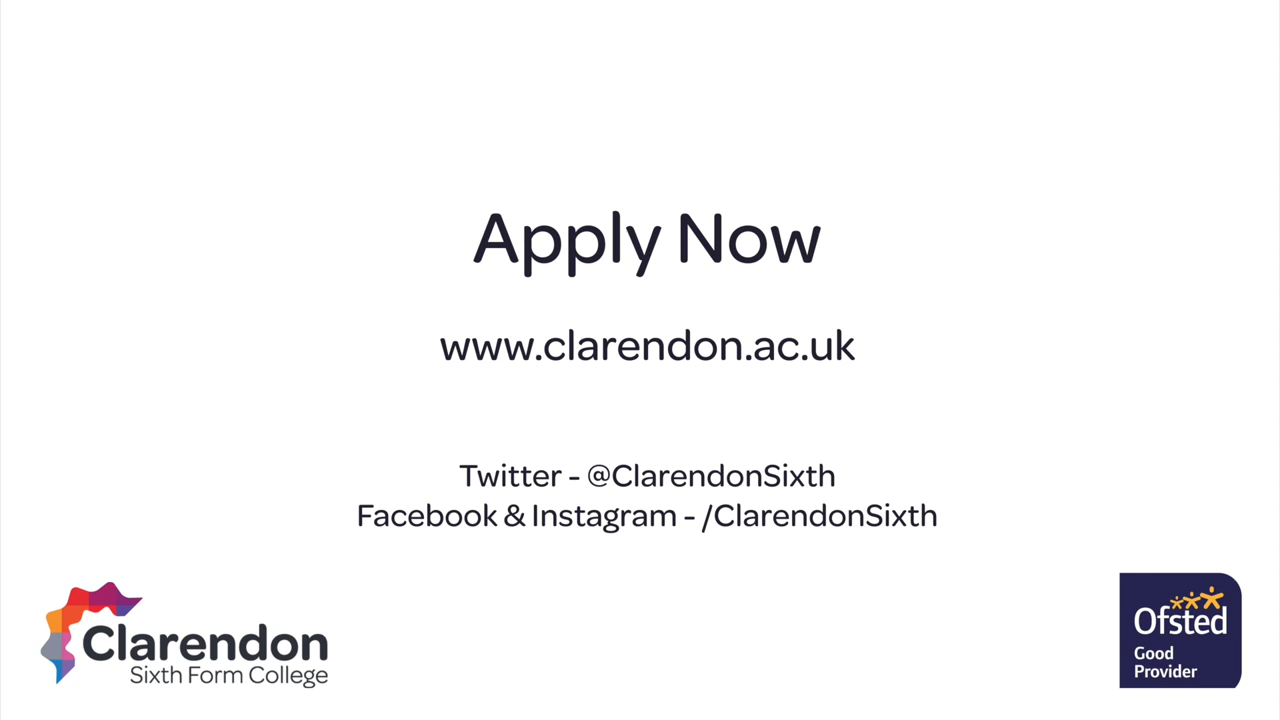 Apply Now
www.clarendon.ac.uk
Twitter - @ClarendonSixth
Facebook & Instagram - /ClarendonSixth
Clarendon
Sixth Form College
Ofsted
Good
Provider